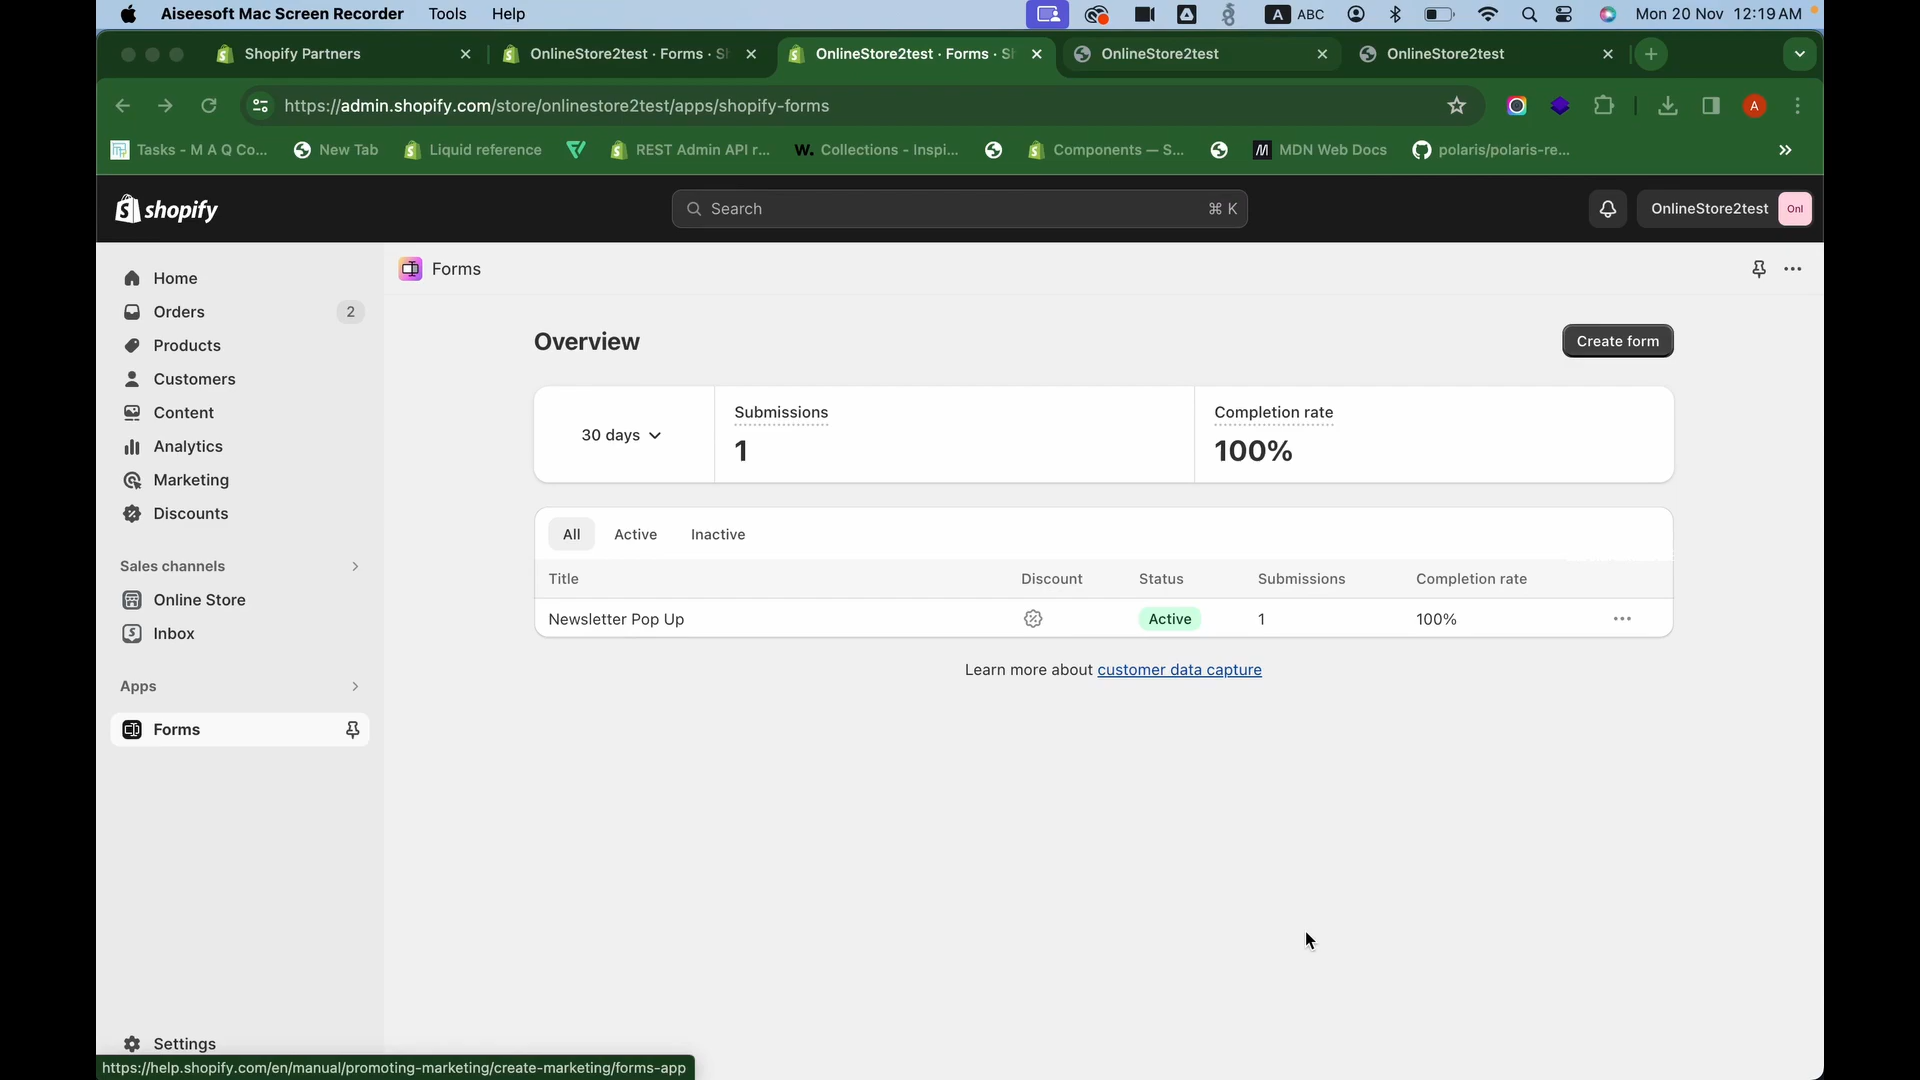 Aiseesoft Mac Screen Recorder Tools Help A ABC Mon 20 Nov 12:19 AM
Shopify Partners OnlineStore2test · Forms · S OnlineStore2test · Forms · S OnlineStore2test OnlineStore2test
https://admin.shopify.com/store/onlinestore2test/apps/shopify-forms A
Tasks - M A Q Co... New Tab Liquid reference REST Admin API r... W. Collections - Inspi... Components — S... MDN Web Docs polaris/polaris-re...
shopify Search ⌘ K OnlineStore2test Onl
Forms
Home
Orders 2
Products
Customers
Content
Analytics
Marketing
Discounts
Sales channels
Online Store
Inbox
Apps
Forms
Settings
Overview Create form
30 days
Submissions
1
Completion rate
100%
All Active Inactive
Title Discount Status Submissions Completion rate
Newsletter Pop Up Active 1 100%
Learn more about customer data capture
https://help.shopify.com/en/manual/promoting-marketing/create-marketing/forms-app